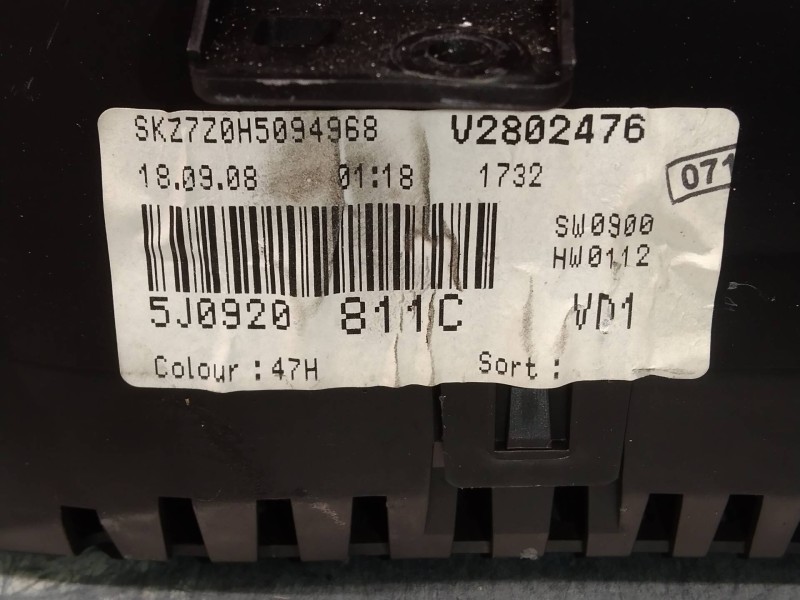 SKZ7Z0H5094968 V2802476
18.09.08 01:18 1732 071
SW0900
HW0112
5J0920 811C VD1
Colour : 47H Sort :